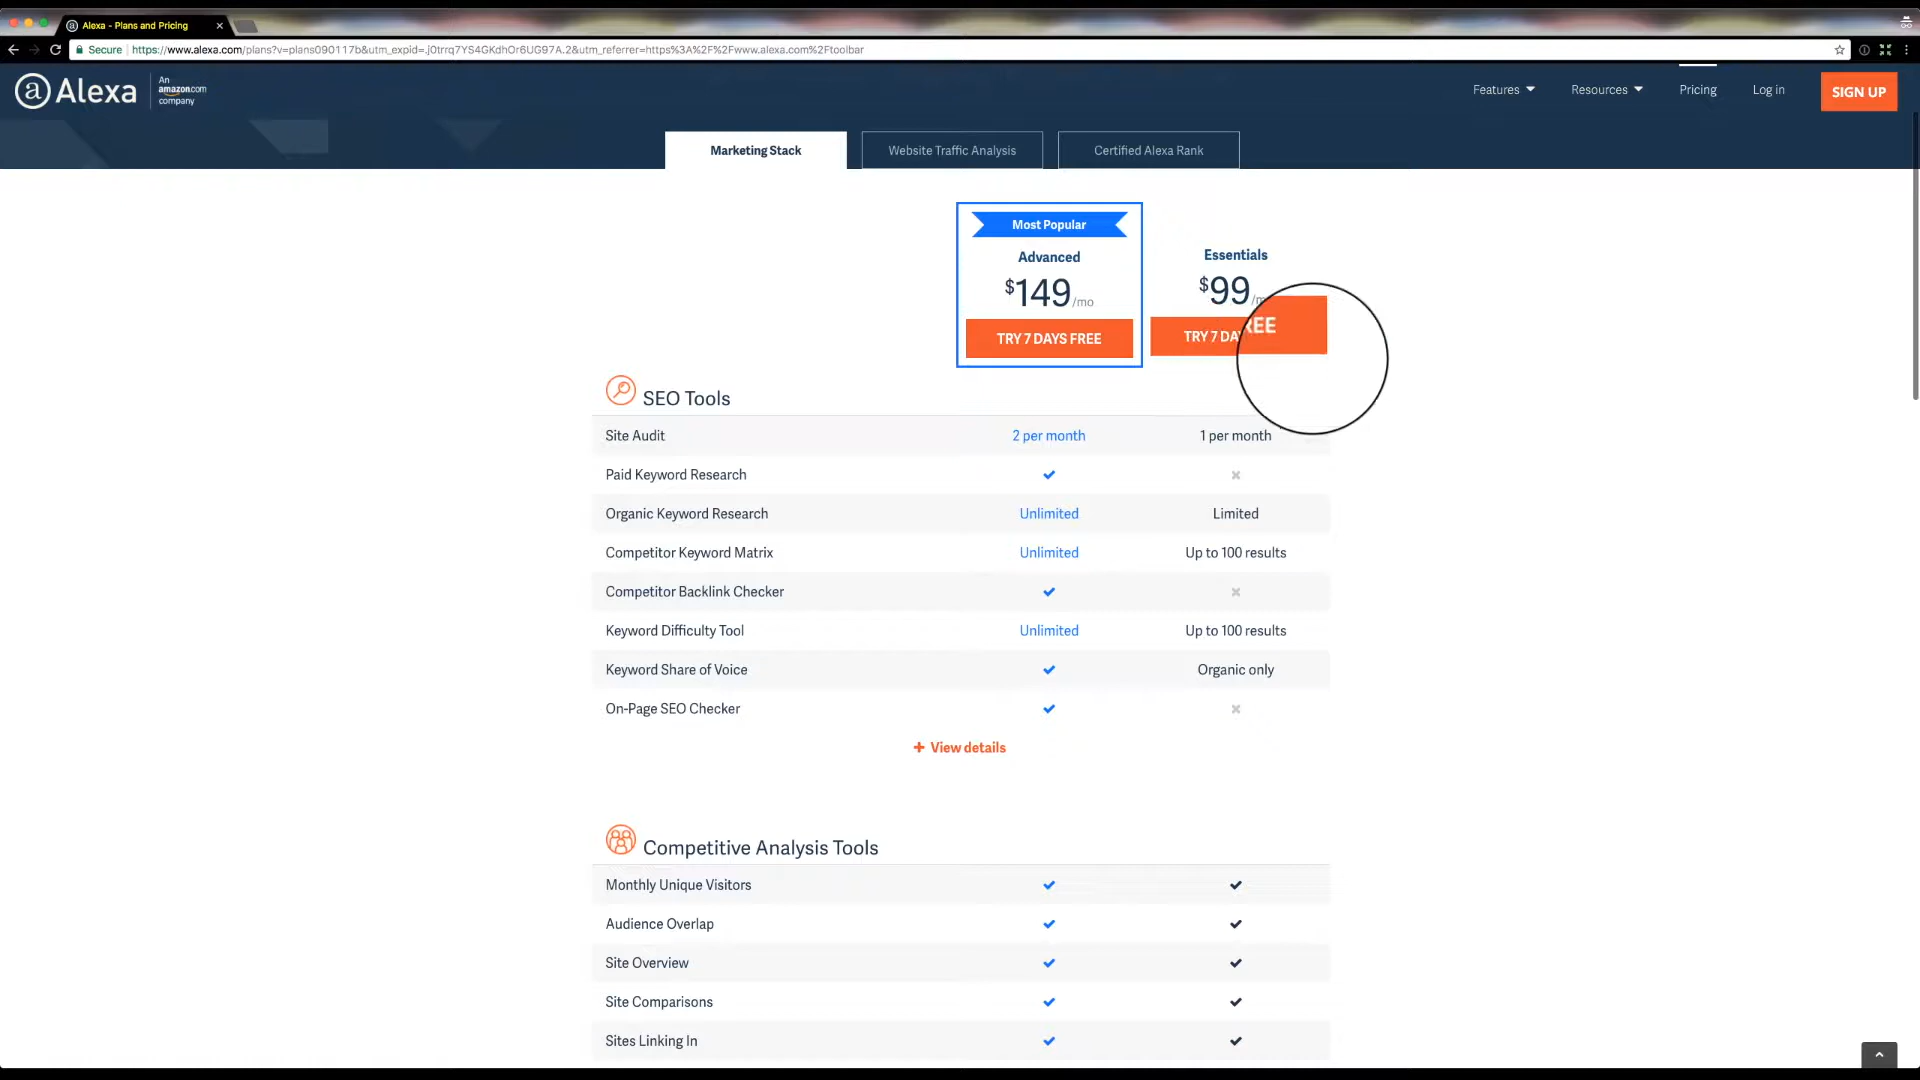 Alexa - Plans and Pricing
Secure https://www.alexa.com/plans?v=plans090117b&utm_expid=.j0trrq7YS4GKdhOr6UG97A.2&utm_referrer=https%3A%2F%2Fwww.alexa.com%2Ftoolbar
Alexa An amazon.com company
Features Resources Pricing Log in SIGN UP
Marketing Stack Website Traffic Analysis Certified Alexa Rank
Most Popular
Advanced Essentials
$149/mo $99
TRY 7 DAYS FREE TRY 7
SEO Tools
Site Audit 2 per month 1 per month
Paid Keyword Research
Organic Keyword Research Unlimited Limited
Competitor Keyword Matrix Unlimited Up to 100 results
Competitor Backlink Checker
Keyword Difficulty Tool Unlimited Up to 100 results
Keyword Share of Voice Organic only
On-Page SEO Checker
+ View details
Competitive Analysis Tools
Monthly Unique Visitors
Audience Overlap
Site Overview
Site Comparisons
Sites Linking In